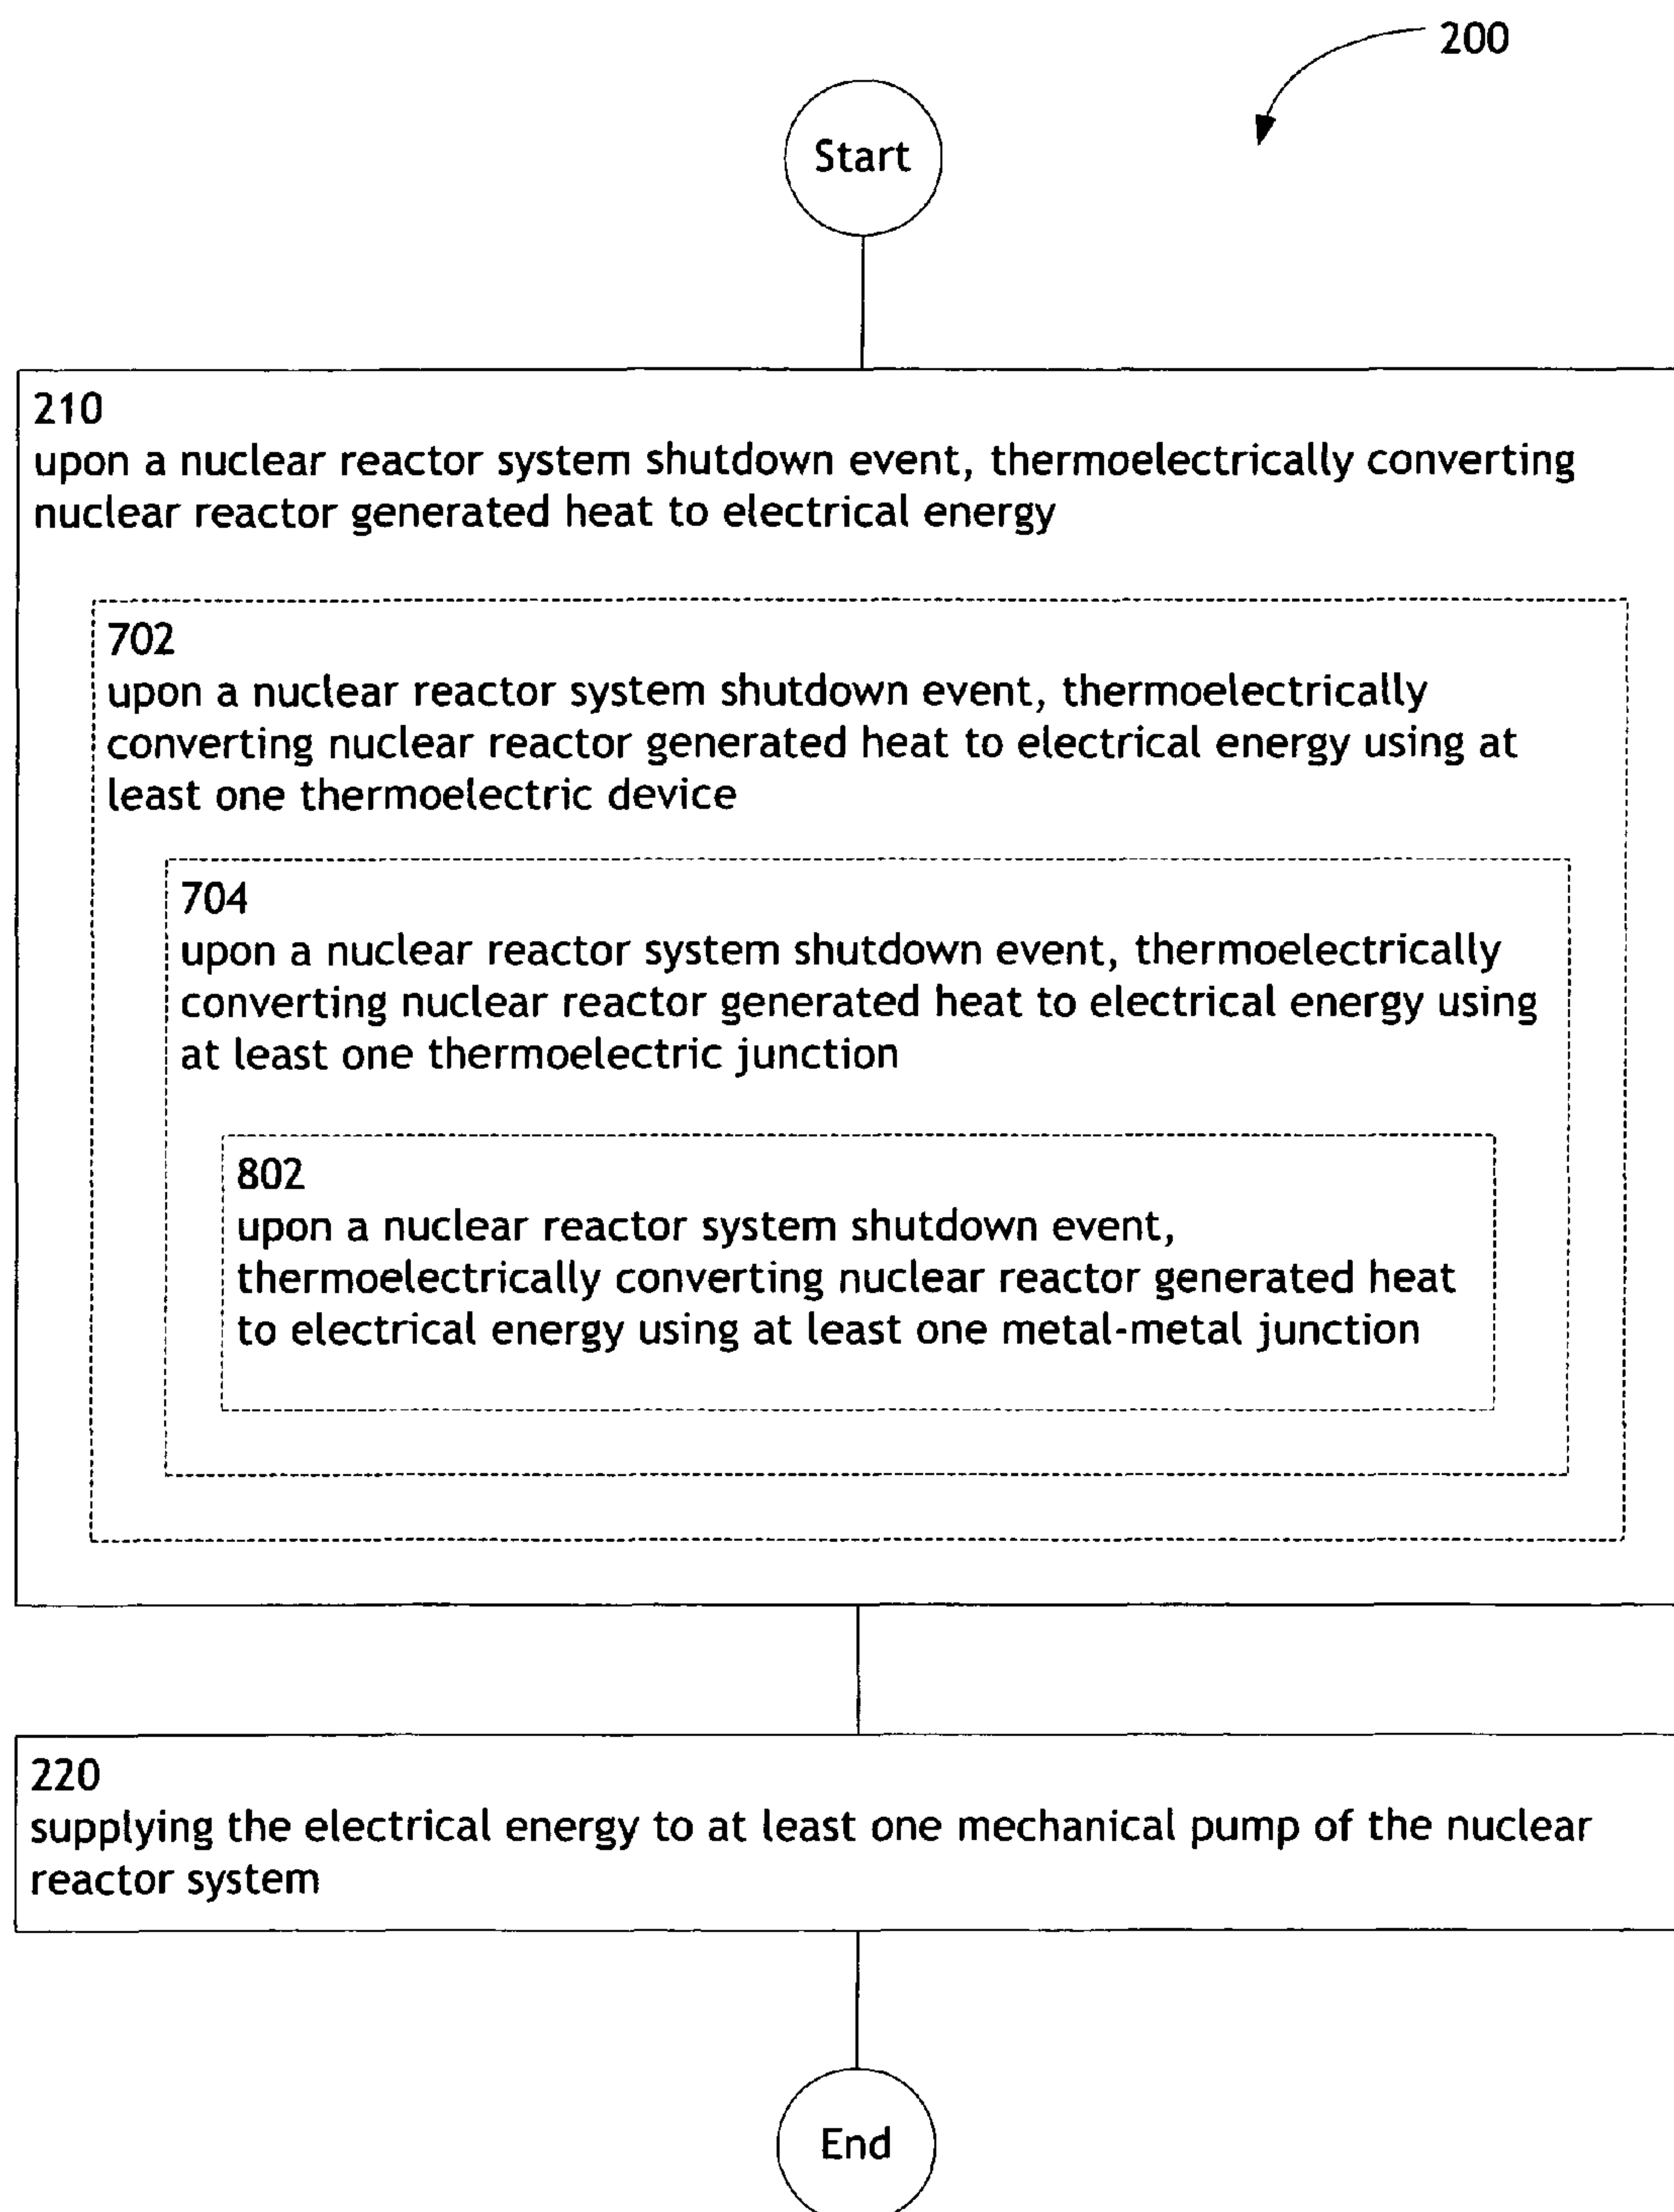 200
Start
210
upon a nuclear reactor system shutdown event, thermoelectrically converting
nuclear reactor generated heat to electrical energy
702
upon a nuclear reactor system shutdown event, thermoelectrically
converting nuclear reactor generated heat to electrical energy using at
least one thermoelectric device
704
upon a nuclear reactor system shutdown event, thermoelectrically
converting nuclear reactor generated heat to electrical energy using
at least one thermoelectric junction
802
upon a nuclear reactor system shutdown event,
thermoelectrically converting nuclear reactor generated heat
to electrical energy using at least one metal-metal junction
220
supplying the electrical energy to at least one mechanical pump of the nuclear
reactor system
End